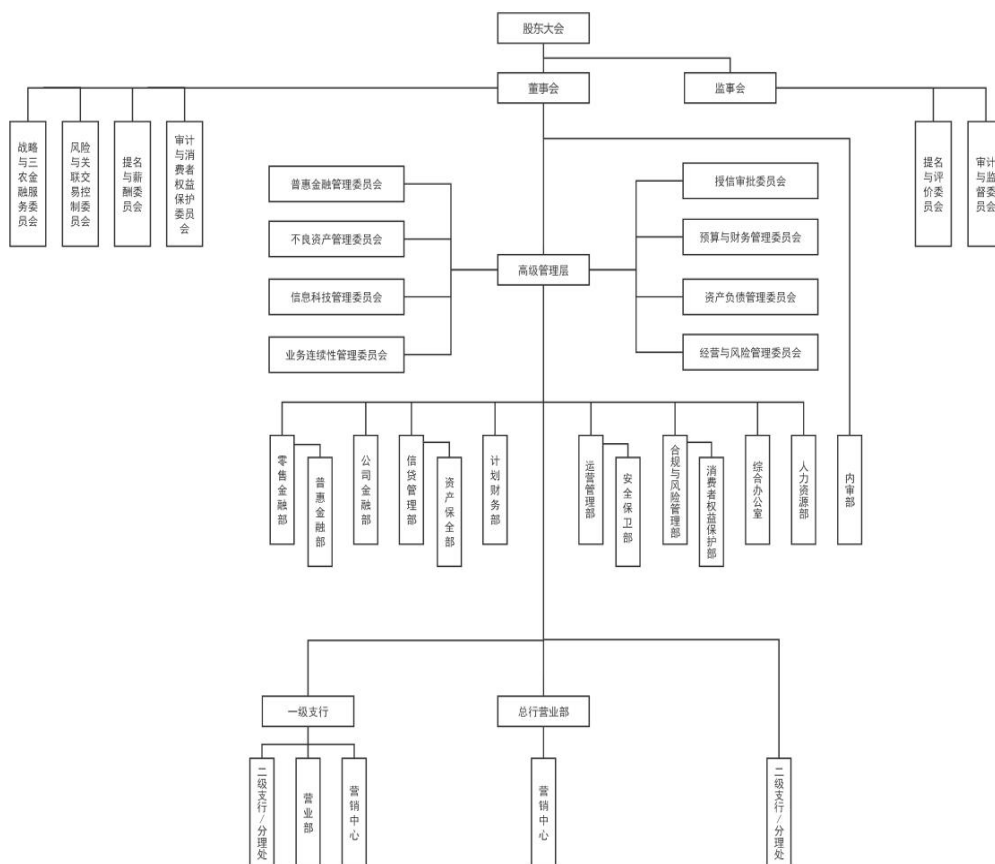 股东大会
董事会
监事会
战略
与三
农金
融服
务委
员会
风险
与关
联交
易控
制委
员会
提名
与薪
酬委
员会
审计
与消
费者
权益
保护
委员
会
提名
与评
价委
员会
审计
与监
督委
员会
普惠金融管理委员会
不良资产管理委员会
信息科技管理委员会
业务连续性管理委员会
高级管理层
授信审批委员会
预算与财务管理委员会
资产负债管理委员会
经营与风险管理委员会
零售金融部
普惠金融部
公司金融部
信贷管理部
资产保全部
计划财务部
运营管理部
安全保卫部
合规与风险管理部
消费者权益保护部
综合办公室
人力资源部
内审部
一级支行
总行营业部
二级支行/分理处
营业部
营销中心
营销中心
二级支行/分理处